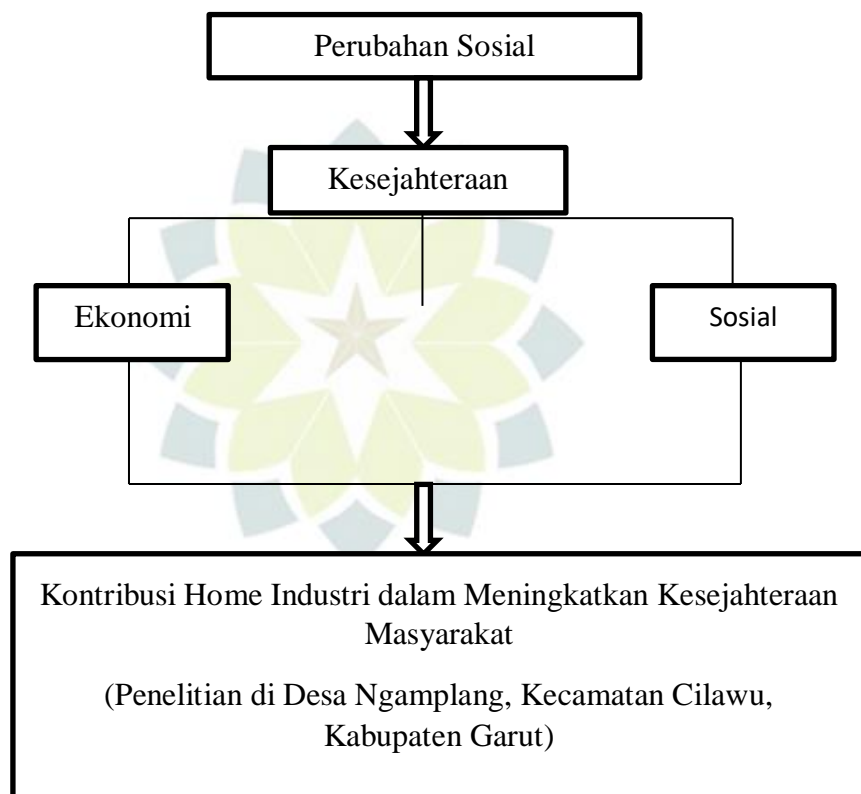 Perubahan Sosial
Kesejahteraan
Ekonomi
Sosial
Kontribusi Home Industri dalam Meningkatkan Kesejahteraan
Masyarakat
(Penelitian di Desa Ngamplang, Kecamatan Cilawu,
Kabupaten Garut)